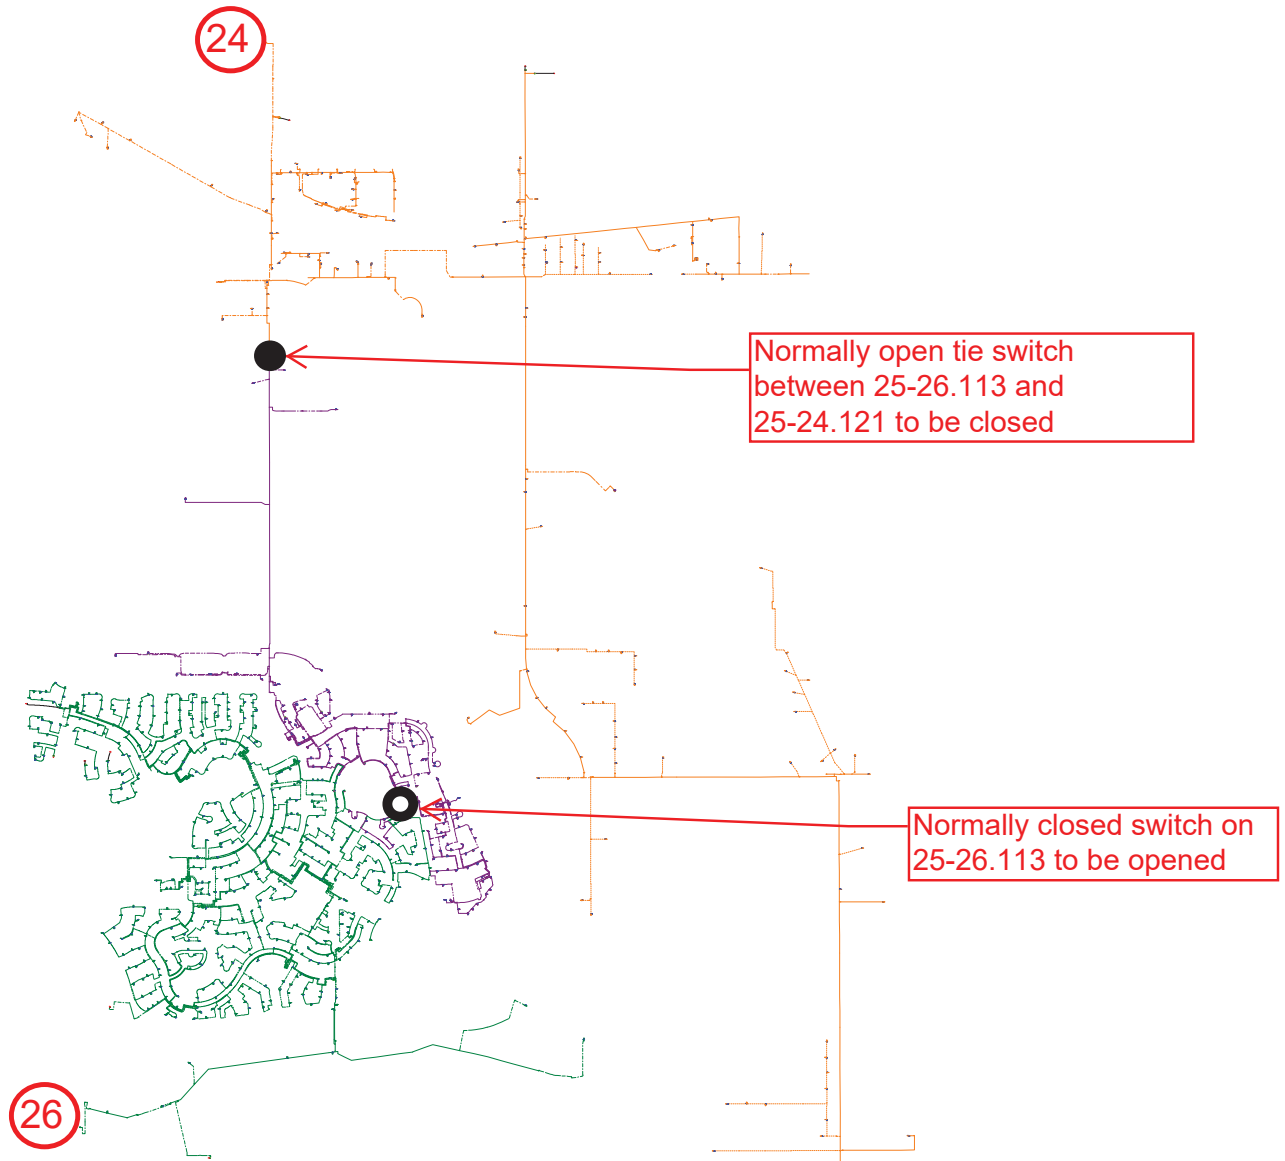 24
Normally open tie switch
between 25-26.113 and
25-24.121 to be closed
Normally closed switch on
25-26.113 to be opened
26